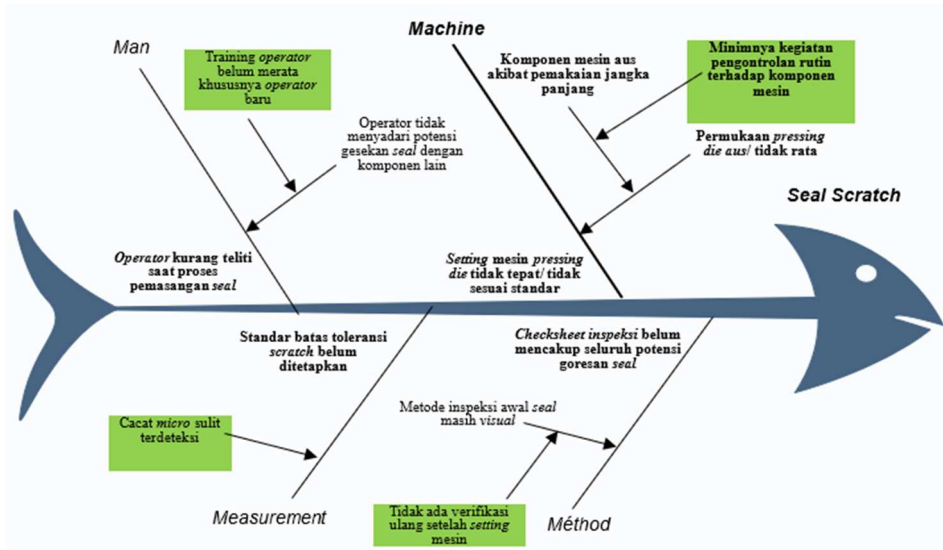 Man
Training operator
belum merata
khususnya operator
baru
Operator tidak
menyadari potensi
gesekan seal dengan
komponen lain
Operator kurang teliti
saat proses
pemasangan seal
Machine
Komponen mesin aus
akibat pemakaian jangka
panjang
Minimnya kegiatan
pengontrolan rutin
terhadap komponen
mesin
Permukaan pressing
die aus/ tidak rata
Setting mesin pressing
die tidak tepat/ tidak
sesuai standar
Seal Scratch
Standar batas toleransi
scratch belum
ditetapkan
Cacat micro sulit
terdeteksi
Measurement
Checksheet inspeksi belum
mencakup seluruh potensi
goresan seal
Metode inspeksi awal seal
masih visual
Tidak ada verifikasi
ulang setelah setting
mesin
Méthod